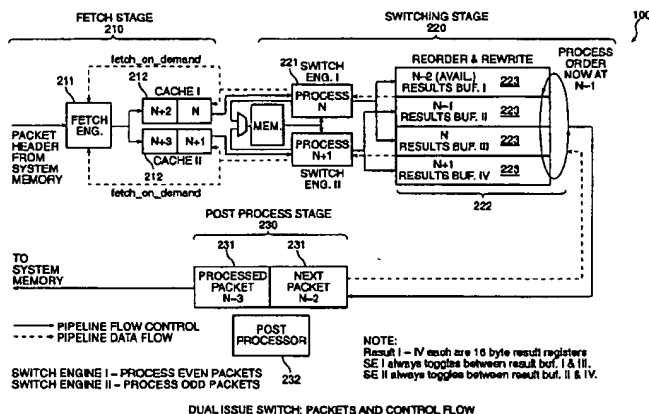 FETCH STAGE
210
SWITCHING STAGE
220
100
fetch_on_demand
211
212
CACHE I
N+2 N
N+3 N+1
CACHE II
212
FETCH
ENG.
PACKET
HEADER
FROM
SYSTEM
MEMORY
fetch_on_demand
221
SWITCH
ENG. I
PROCESS
N
MEM.
PROCESS
N+1
SWITCH
ENG. II
REORDER & REWRITE
N-2 (AVAIL.) 223
RESULTS BUF. I
N-1 223
RESULTS BUF. II
N 223
RESULTS BUF. III
N+1 223
RESULTS BUF. IV
222
PROCESS
ORDER
NOW AT
N-1
POST PROCESS STAGE
230
231 231
TO
SYSTEM
MEMORY
PROCESSED
PACKET
N-3
NEXT
PACKET
N-2
POST
PROCESSOR
232
PIPELINE FLOW CONTROL
PIPELINE DATA FLOW
SWITCH ENGINE I - PROCESS EVEN PACKETS
SWITCH ENGINE II - PROCESS ODD PACKETS
NOTE:
Result I - IV each are 16 byte result registers
SE I always toggles between result buf. I & III.
SE II always toggles between result buf. II & IV.
DUAL ISSUE SWITCH: PACKETS AND CONTROL FLOW